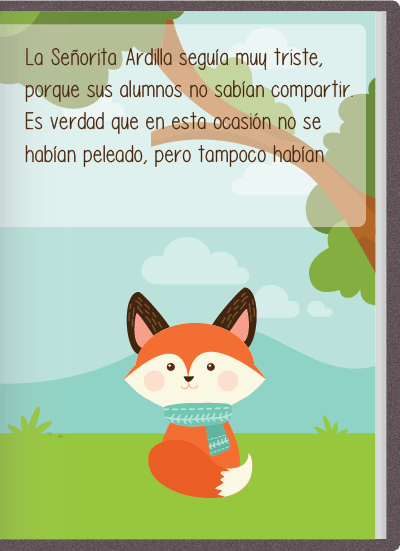 La Señorita Ardilla seguía muy triste,
porque sus alumnos no sabían compartir.
Es verdad que en esta ocasión no se
habían peleado, pero tampoco habían